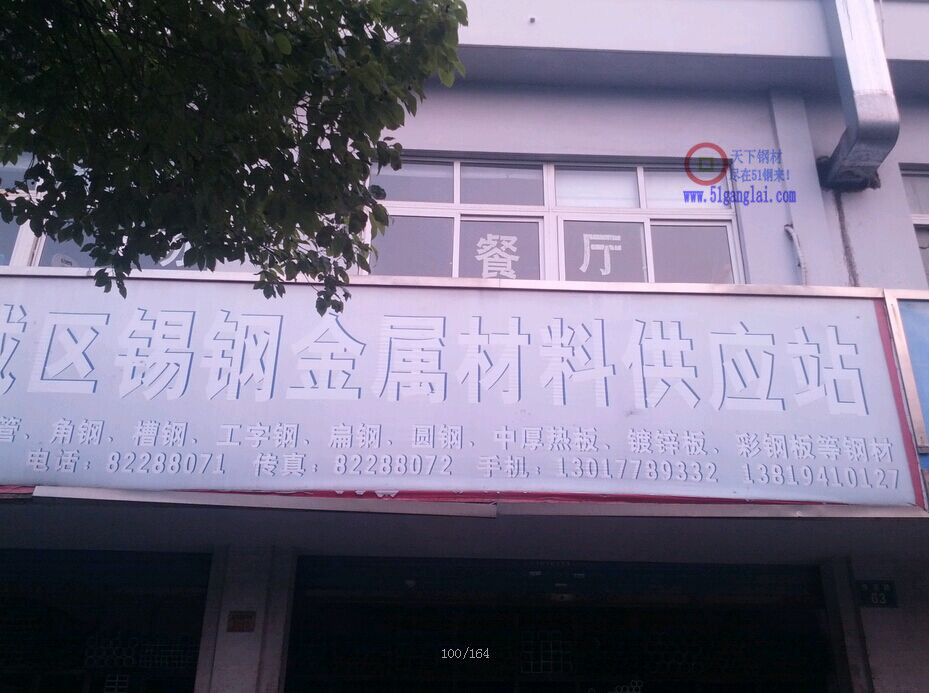 天下钢材
尽在51钢来!
www.51ganglai.com
餐厅
城区锡钢金属材料供应站
管、角钢、槽钢、工字钢、扁钢、圆钢、中厚热板、镀锌板、彩钢板等钢材
电话:82288071 传真:82288072 手机:13017789332 13819410127
63
100/164